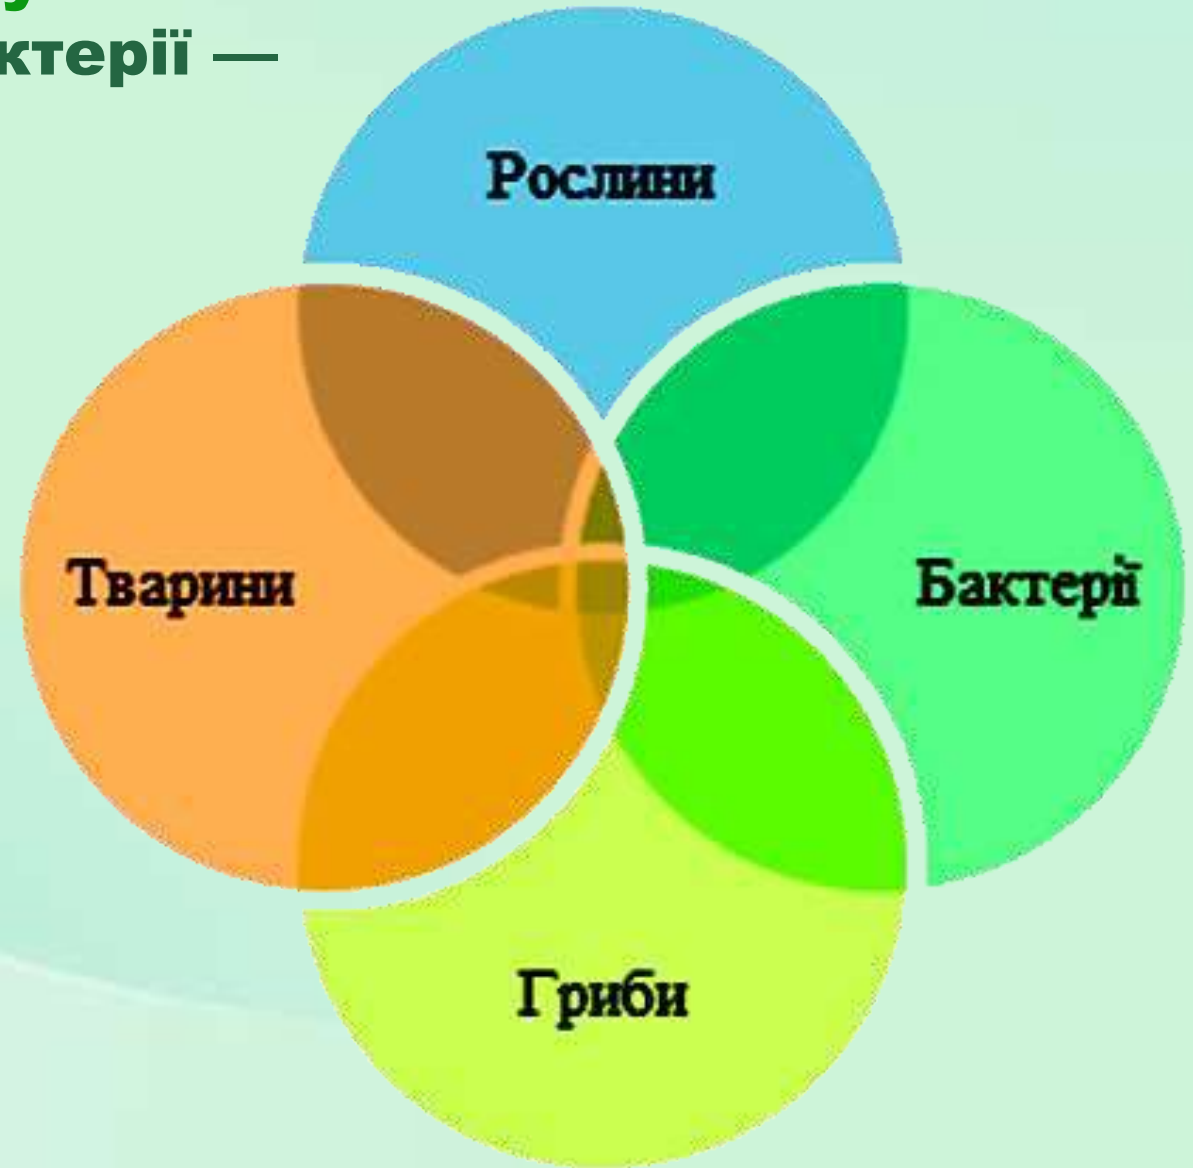 ктерії —
Рослини
Тварини
Бактерії
Гриби